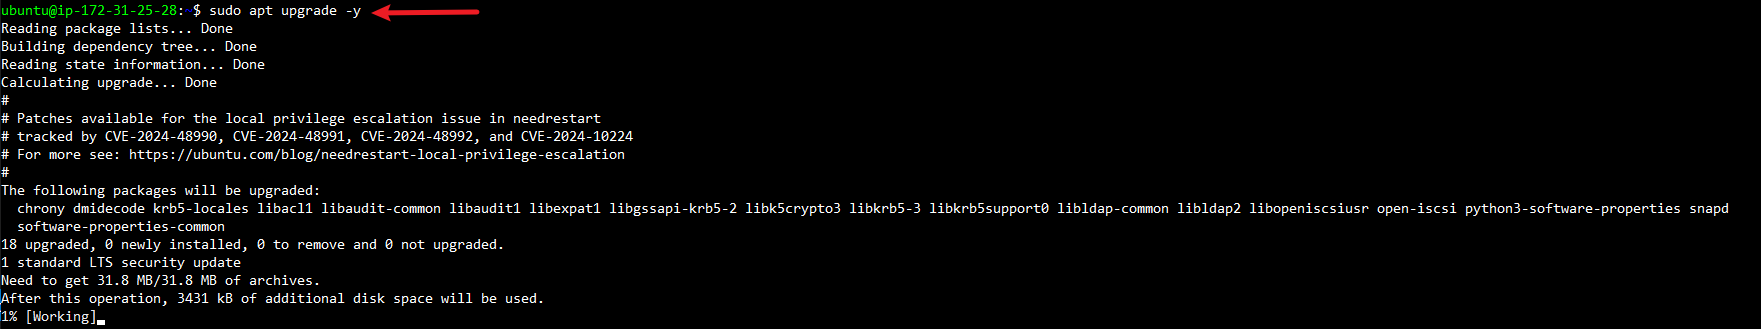 ubuntu@ip-172-31-25-28:~$ sudo apt upgrade -y
Reading package lists... Done
Building dependency tree... Done
Reading state information... Done
Calculating upgrade... Done
#
# Patches available for the local privilege escalation issue in needrestart
# tracked by CVE-2024-48990, CVE-2024-48991, CVE-2024-48992, and CVE-2024-10224
# For more see: https://ubuntu.com/blog/needrestart-local-privilege-escalation
#
The following packages will be upgraded:
  chrony dmidecode krb5-locales libacl1 libaudit-common libaudit1 libexpat1 libgssapi-krb5-2 libk5crypto3 libkrb5-3 libkrb5support0 libldap-common libldap2 libopeniscsiusr open-iscsi python3-software-properties snapd
  software-properties-common
18 upgraded, 0 newly installed, 0 to remove and 0 not upgraded.
1 standard LTS security update
Need to get 31.8 MB/31.8 MB of archives.
After this operation, 3431 kB of additional disk space will be used.
1% [Working]